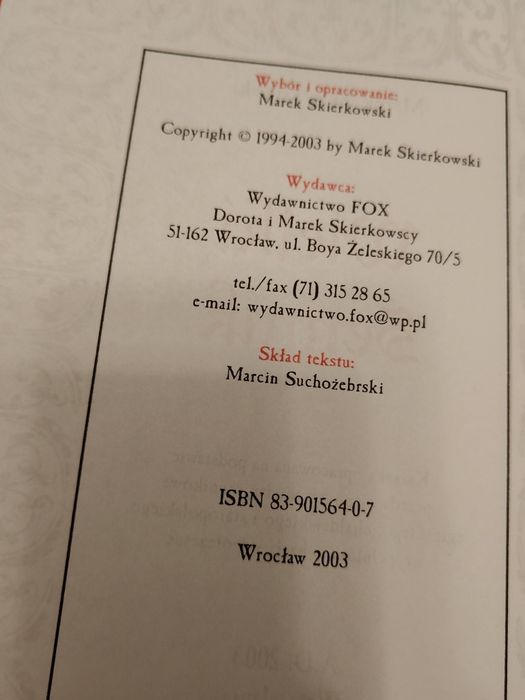 Wybór i opracowanie:
Marek Skierkowski
Copyright © 1994-2003 by Marek Skierkowski
Wydawca:
Wydawnictwo FOX
Dorota i Marek Skierkowscy
51-162 Wrocław, ul. Boya Żeleskiego 70/5
tel./fax (71) 315 28 65
e-mail: wydawnictwo.fox@wp.pl
Skład tekstu:
Marcin Suchożebrski
ISBN 83-901564-0-7
Wrocław 2003